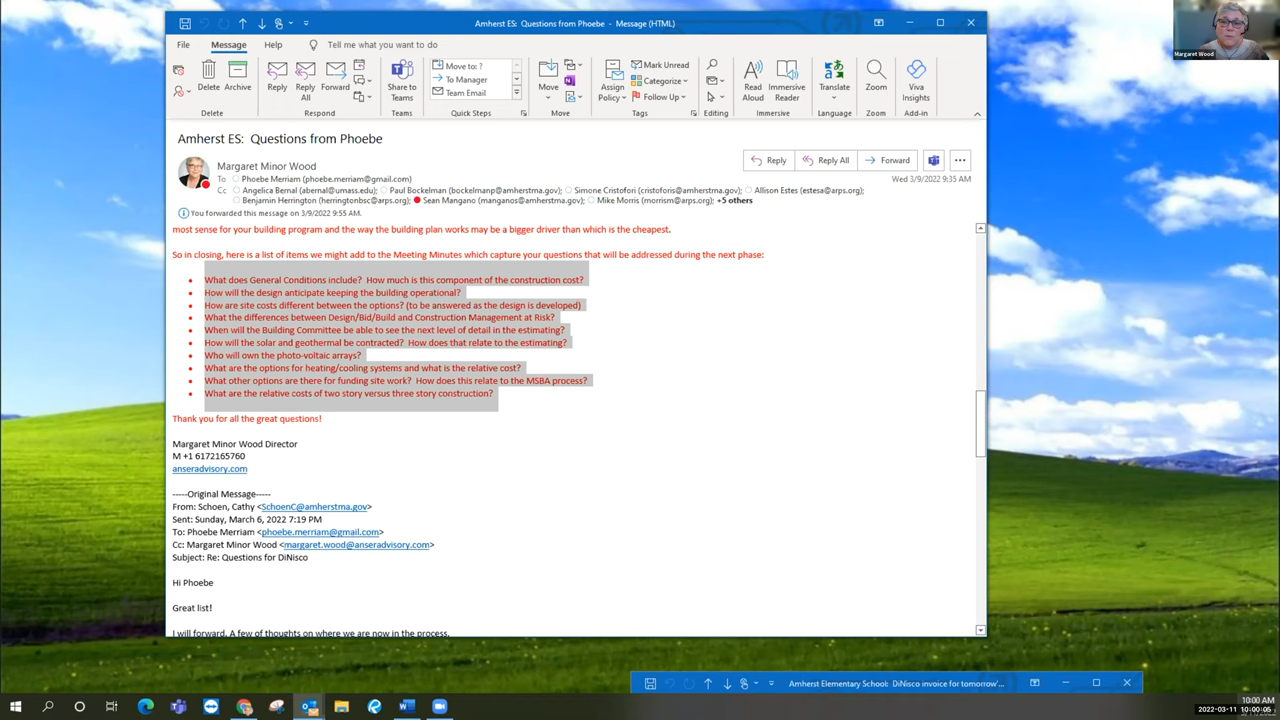 Amherst ES:  Questions from Phoebe  -  Message (HTML)
Margaret Wood
File Message Help Tell me what you want to do
Delete Archive
Reply Reply All Forward
Share to Teams
Move to: ?
To Manager
Team Email
Move
Assign Policy
Mark Unread
Categorize
Follow Up
Read Aloud Immersive Reader
Translate
Zoom
Viva Insights
Delete Respond Teams Quick Steps Move Tags Editing Immersive Language Zoom Add-in
Amherst ES:  Questions from Phoebe
Margaret Minor Wood
Reply Reply All Forward
To Phoebe Merriam (phoebe.merriam@gmail.com)
Wed 3/9/2022 9:35 AM
Cc Angelica Bernal (abernal@umass.edu); Paul Bockelman (bockelmanp@amherstma.gov); Simone Cristofori (cristoforis@amherstma.gov); Allison Estes (estesa@arps.org);
Benjamin Herrington (herringtonbsc@arps.org); Sean Mangano (manganos@amherstma.gov); Mike Morris (morrism@arps.org); +5 others
You forwarded this message on 3/9/2022 9:55 AM.
most sense for your building program and the way the building plan works may be a bigger driver than which is the cheapest.
So in closing, here is a list of items we might add to the Meeting Minutes which capture your questions that will be addressed during the next phase:
• What does General Conditions include?  How much is this component of the construction cost?
• How will the design anticipate keeping the building operational?
• How are site costs different between the options? (to be answered as the design is developed)
• What the differences between Design/Bid/Build and Construction Management at Risk?
• When will the Building Committee be able to see the next level of detail in the estimating?
• How will the solar and geothermal be contracted?  How does that relate to the estimating?
• Who will own the photo-voltaic arrays?
• What are the options for heating/cooling systems and what is the relative cost?
• What other options are there for funding site work?  How does this relate to the MSBA process?
• What are the relative costs of two story versus three story construction?
Thank you for all the great questions!
Margaret Minor Wood Director
M +1 6172165760
anseradvisory.com
-----Original Message-----
From: Schoen, Cathy <SchoenC@amherstma.gov>
Sent: Sunday, March 6, 2022 7:19 PM
To: Phoebe Merriam <phoebe.merriam@gmail.com>
Cc: Margaret Minor Wood <margaret.wood@anseradvisory.com>
Subject: Re: Questions for DiNisco
Hi Phoebe
Great list!
I will forward. A few of thoughts on where we are now in the process.
Amherst Elementary School:  DiNisco invoice for tomorrow'...
10:00 AM
2022-03-11 10:00:05